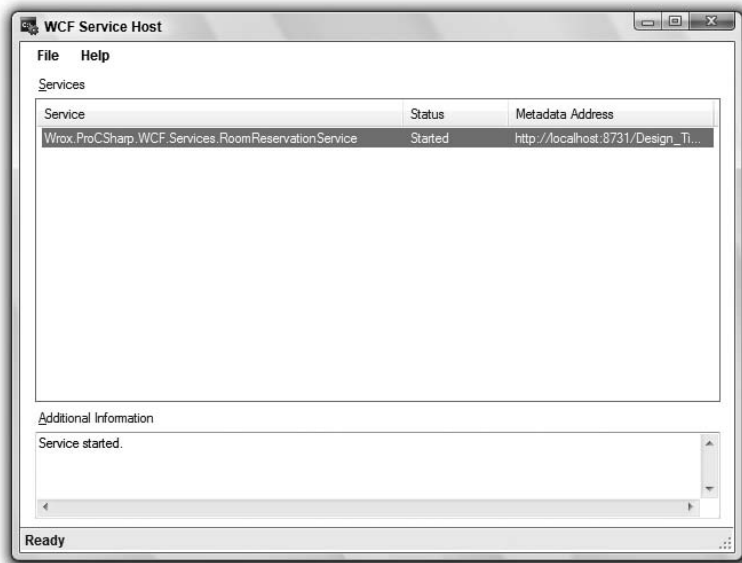 WCF Service Host
File Help
Services
Service Status Metadata Address
Wrox.ProCSharp.WCF.Services.RoomReservationService Started http://localhost:8731/Design_Ti...
Additional Information
Service started.
Ready